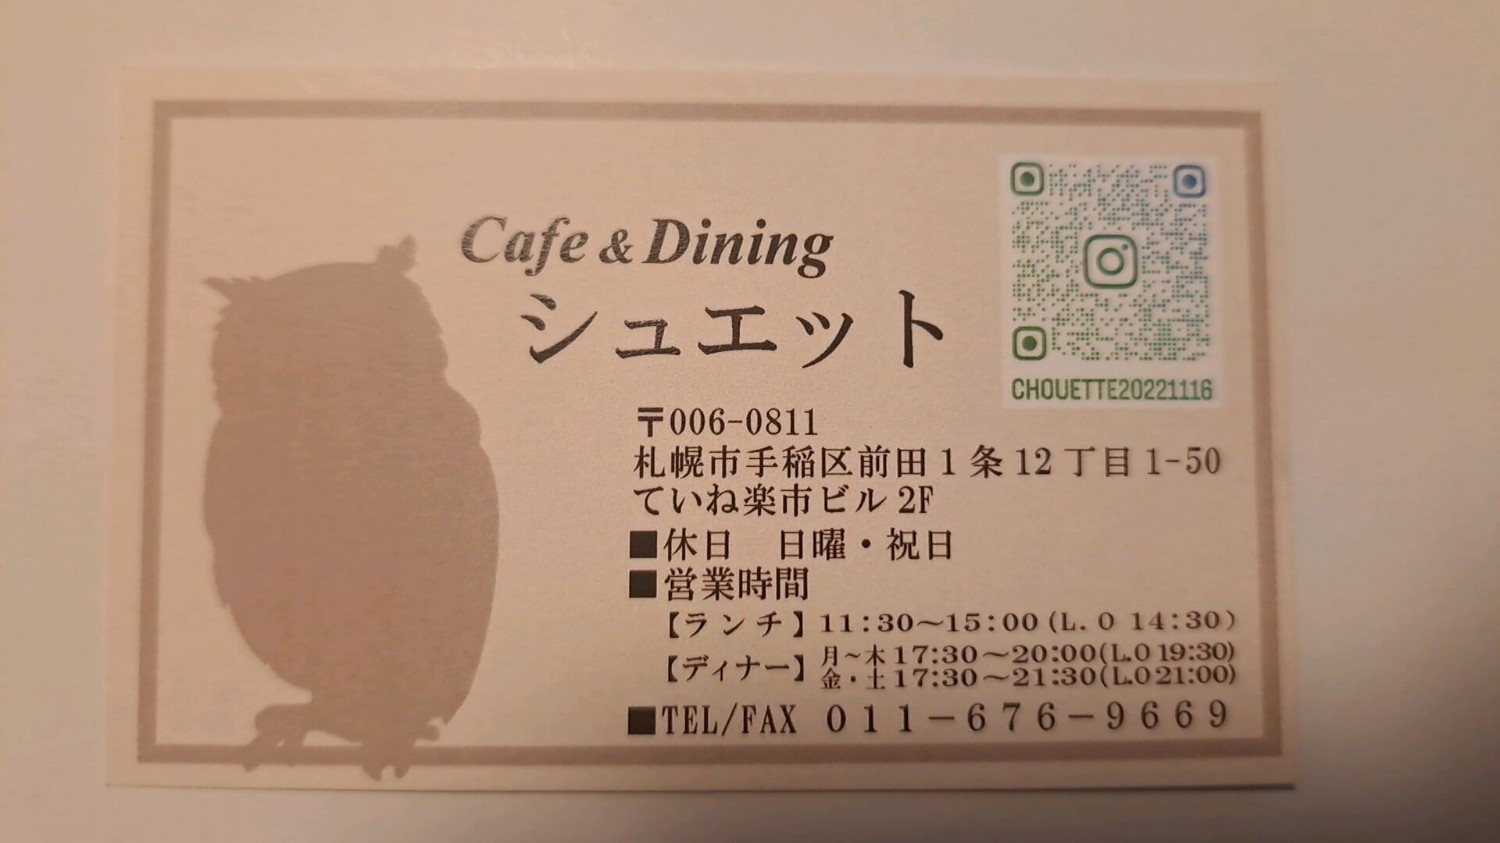 Cafe & Dining
シュエット
CHOUETTE20221116
〒006-0811
札幌市手稲区前田1条12丁目1-50
ていね楽市ビル2F
■休日　日曜・祝日
■営業時間
【ランチ】11:30～15:00(L.O 14:30)
【ディナー】月～木17:30～20:00(L.O 19:30)
金・土17:30～21:30(L.O 21:00)
■TEL/FAX 011-676-9669